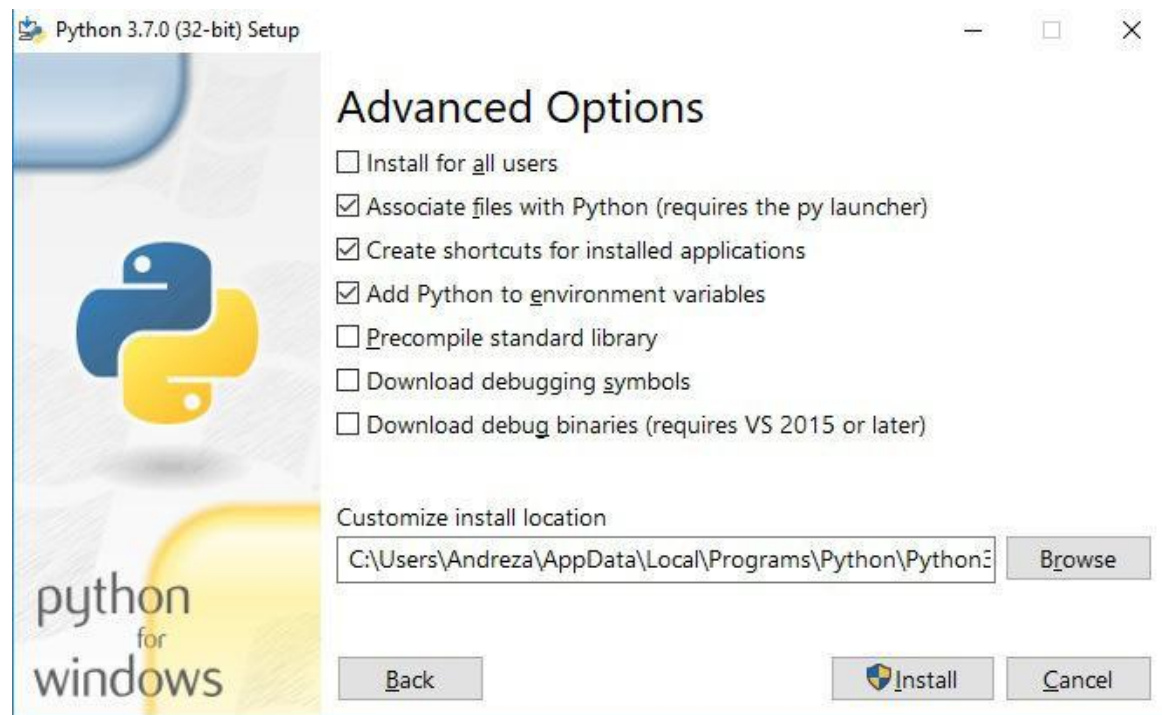 Python 3.7.0 (32-bit) Setup
Advanced Options
Install for all users
Associate files with Python (requires the py launcher)
Create shortcuts for installed applications
Add Python to environment variables
Precompile standard library
Download debugging symbols
Download debug binaries (requires VS 2015 or later)
Customize install location
C:\Users\Andreza\AppData\Local\Programs\Python\Python3
Browse
python
for
windows
Back
Install
Cancel